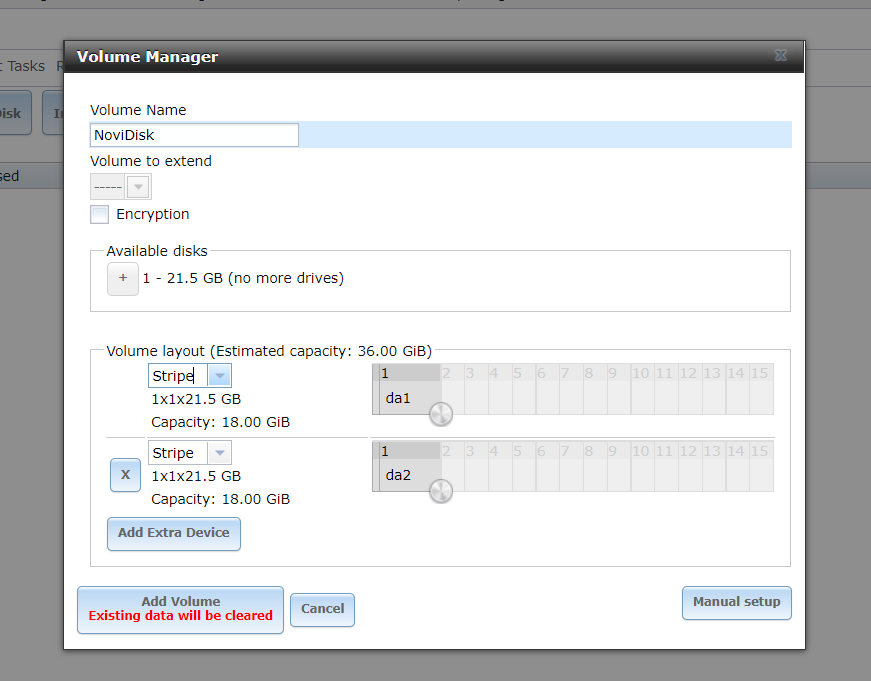 Volume Manager
Tasks
Disk
Volume Name
NoviDisk
Volume to extend
-----
Encryption
Available disks
+ 1 - 21.5 GB (no more drives)
Volume layout (Estimated capacity: 36.00 GiB)
Stripe
1 2 3 4 5 6 7 8 9 10 11 12 13 14 15
1x1x21.5 GB
da1
Capacity: 18.00 GiB
Stripe
1 2 3 4 5 6 7 8 9 10 11 12 13 14 15
X
1x1x21.5 GB
da2
Capacity: 18.00 GiB
Add Extra Device
Add Volume
Existing data will be cleared
Cancel
Manual setup